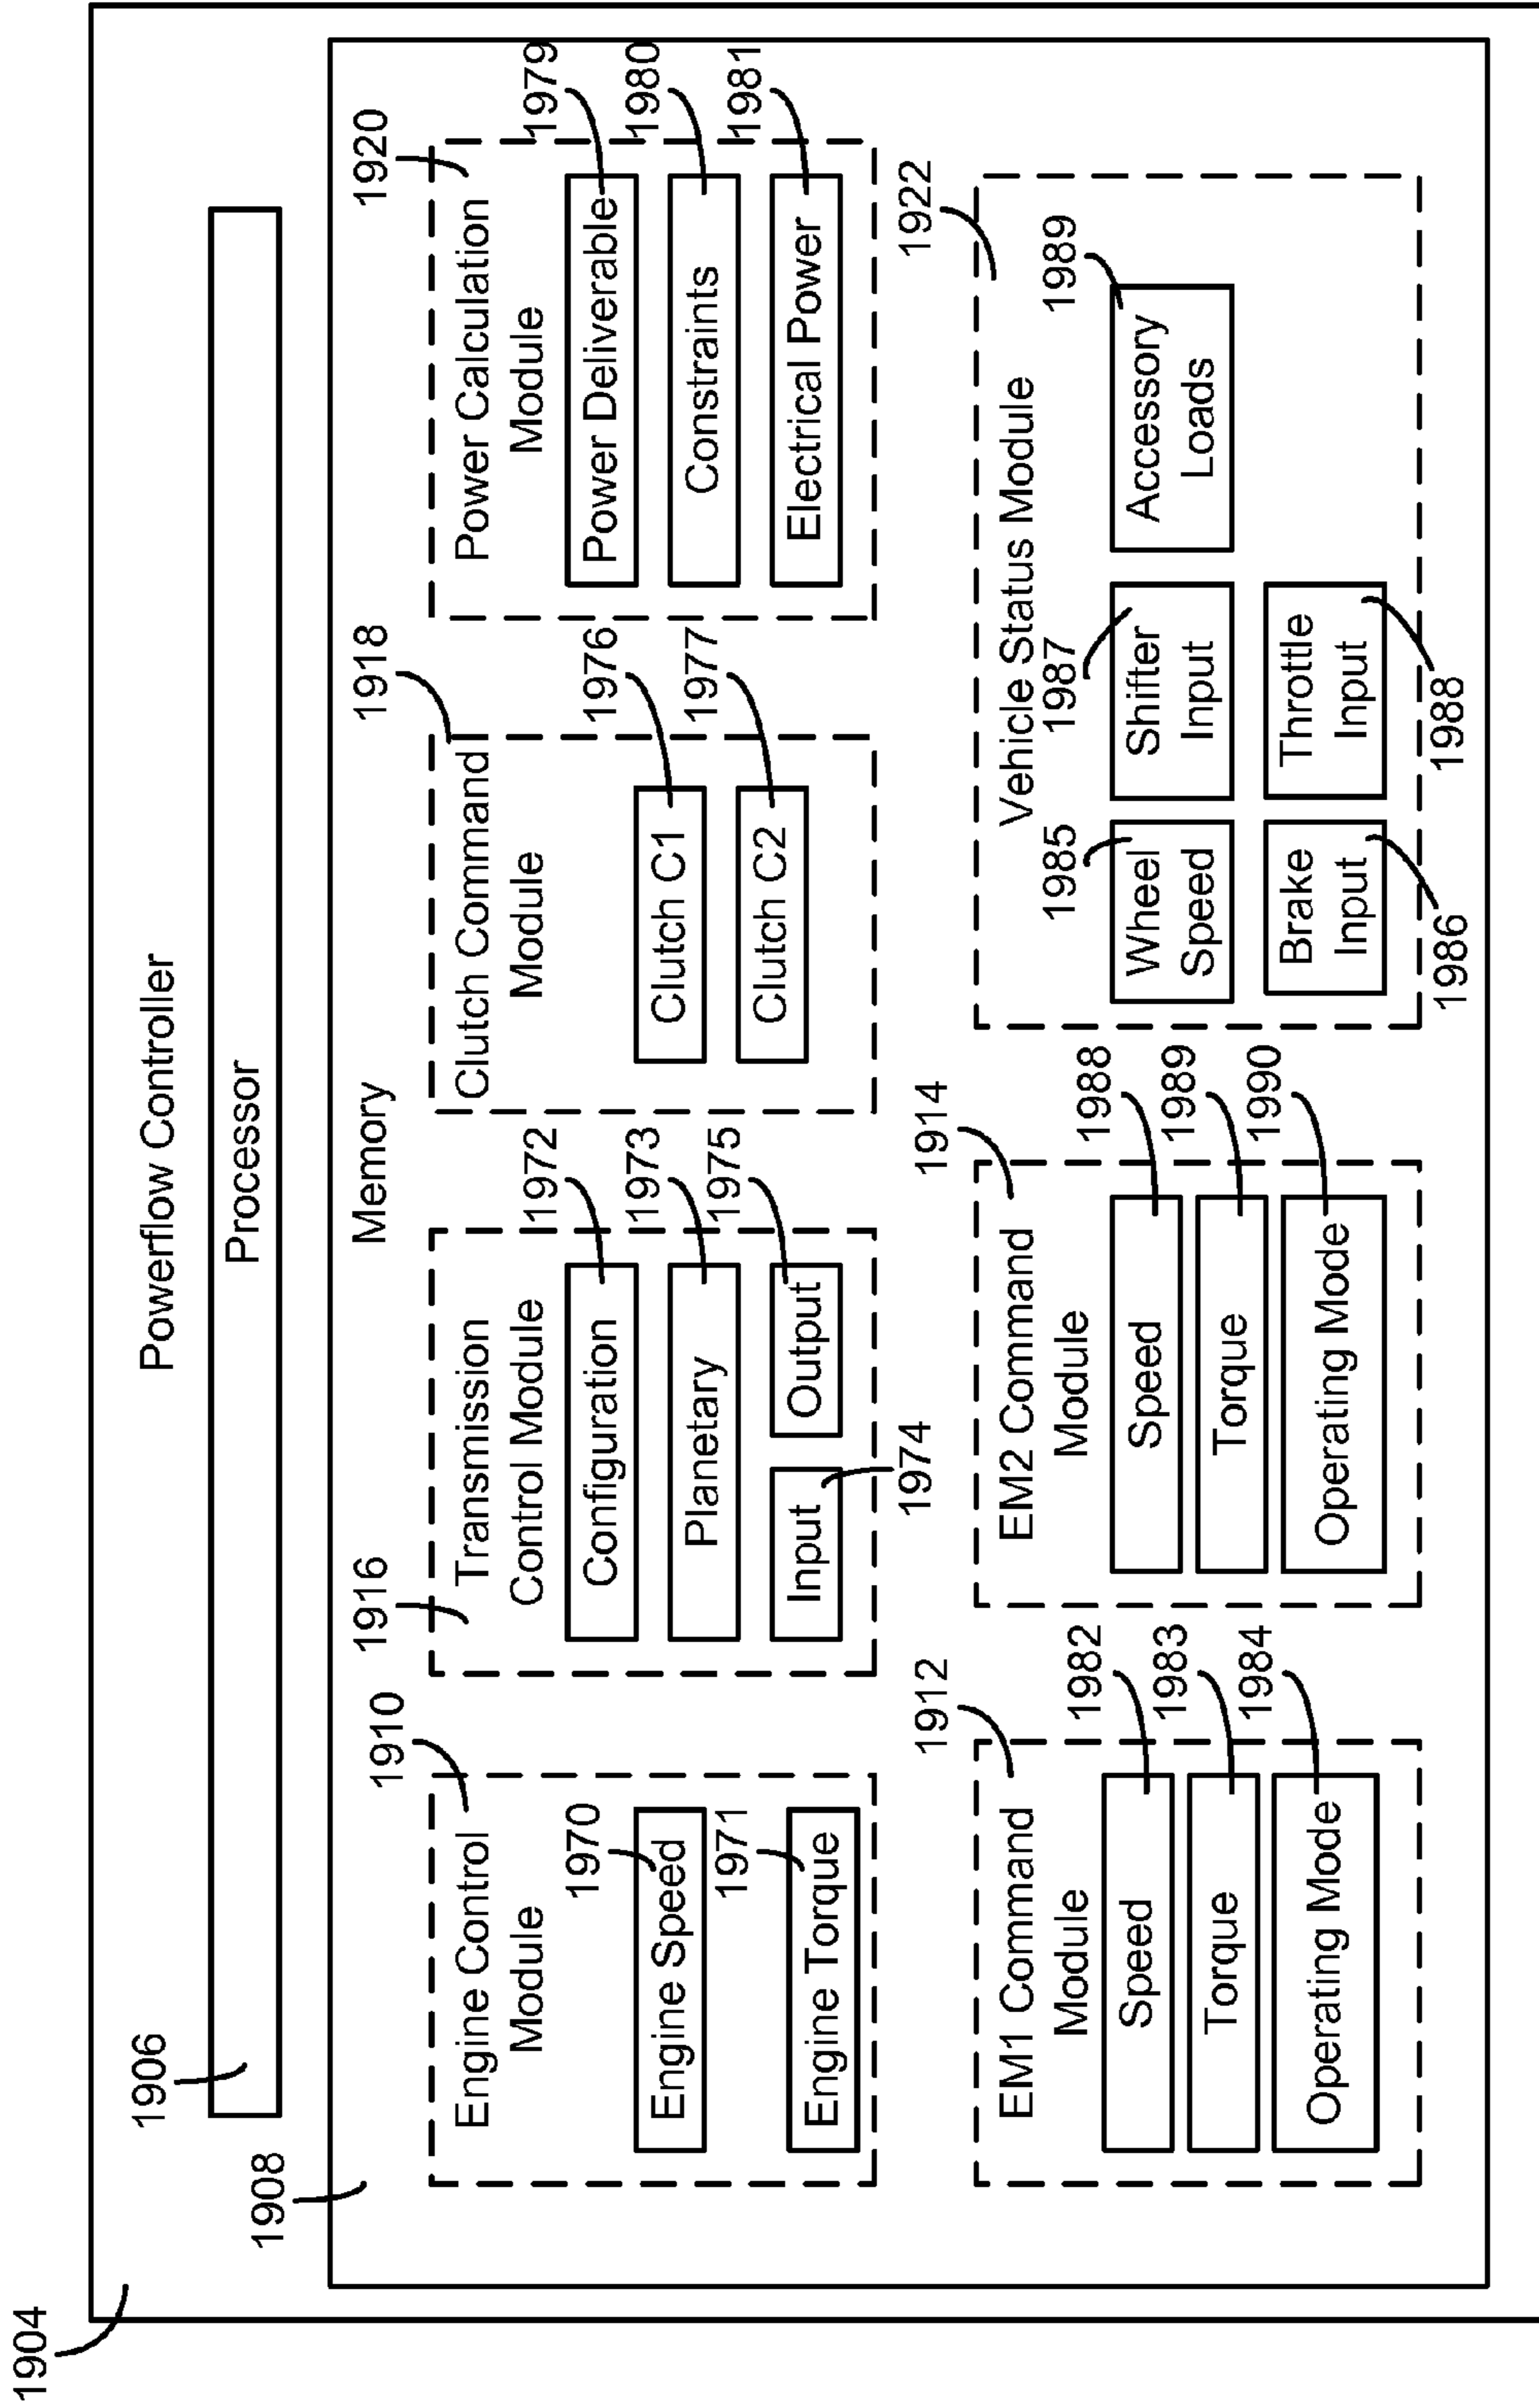 1904
Powerflow Controller
1906
Processor
1908
Memory
1910
Engine Control
Module
1970
Engine Speed
1971
Engine Torque
1916
Transmission
Control Module
1972
Configuration
1973
Planetary
1975
Input
Output
1974
1918
Clutch Command
Module
1976
Clutch C1
1977
Clutch C2
1920
Power Calculation
Module
1979
Power Deliverable
1980
Constraints
1981
Electrical Power
1912
EM1 Command
Module
1982
Speed
1983
Torque
1984
Operating Mode
1914
EM2 Command
Module
1988
Speed
1989
Torque
1990
Operating Mode
1922
Vehicle Status Module
1985
Wheel
Speed
1987
Shifter
Input
1989
Accessory
Loads
Brake
Input
1986
Throttle
Input
1988